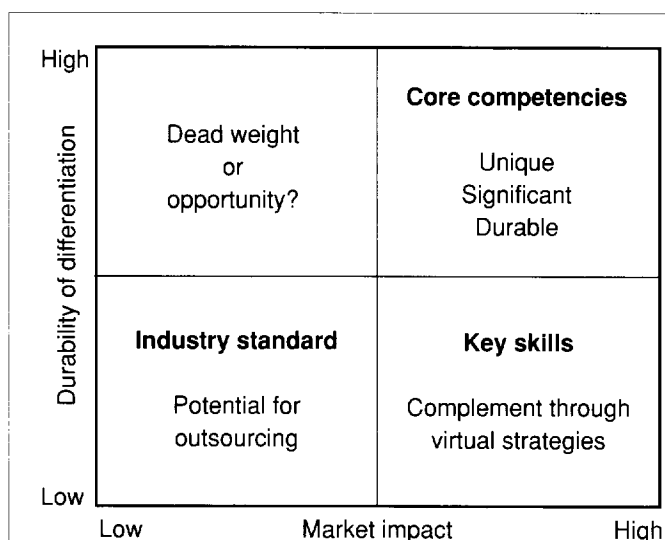 High
Core competencies
Dead weight
or
opportunity?
Unique
Significant
Durable
Durability of differentiation
Industry standard
Key skills
Potential for
outsourcing
Complement through
virtual strategies
Low
Low
Market impact
High